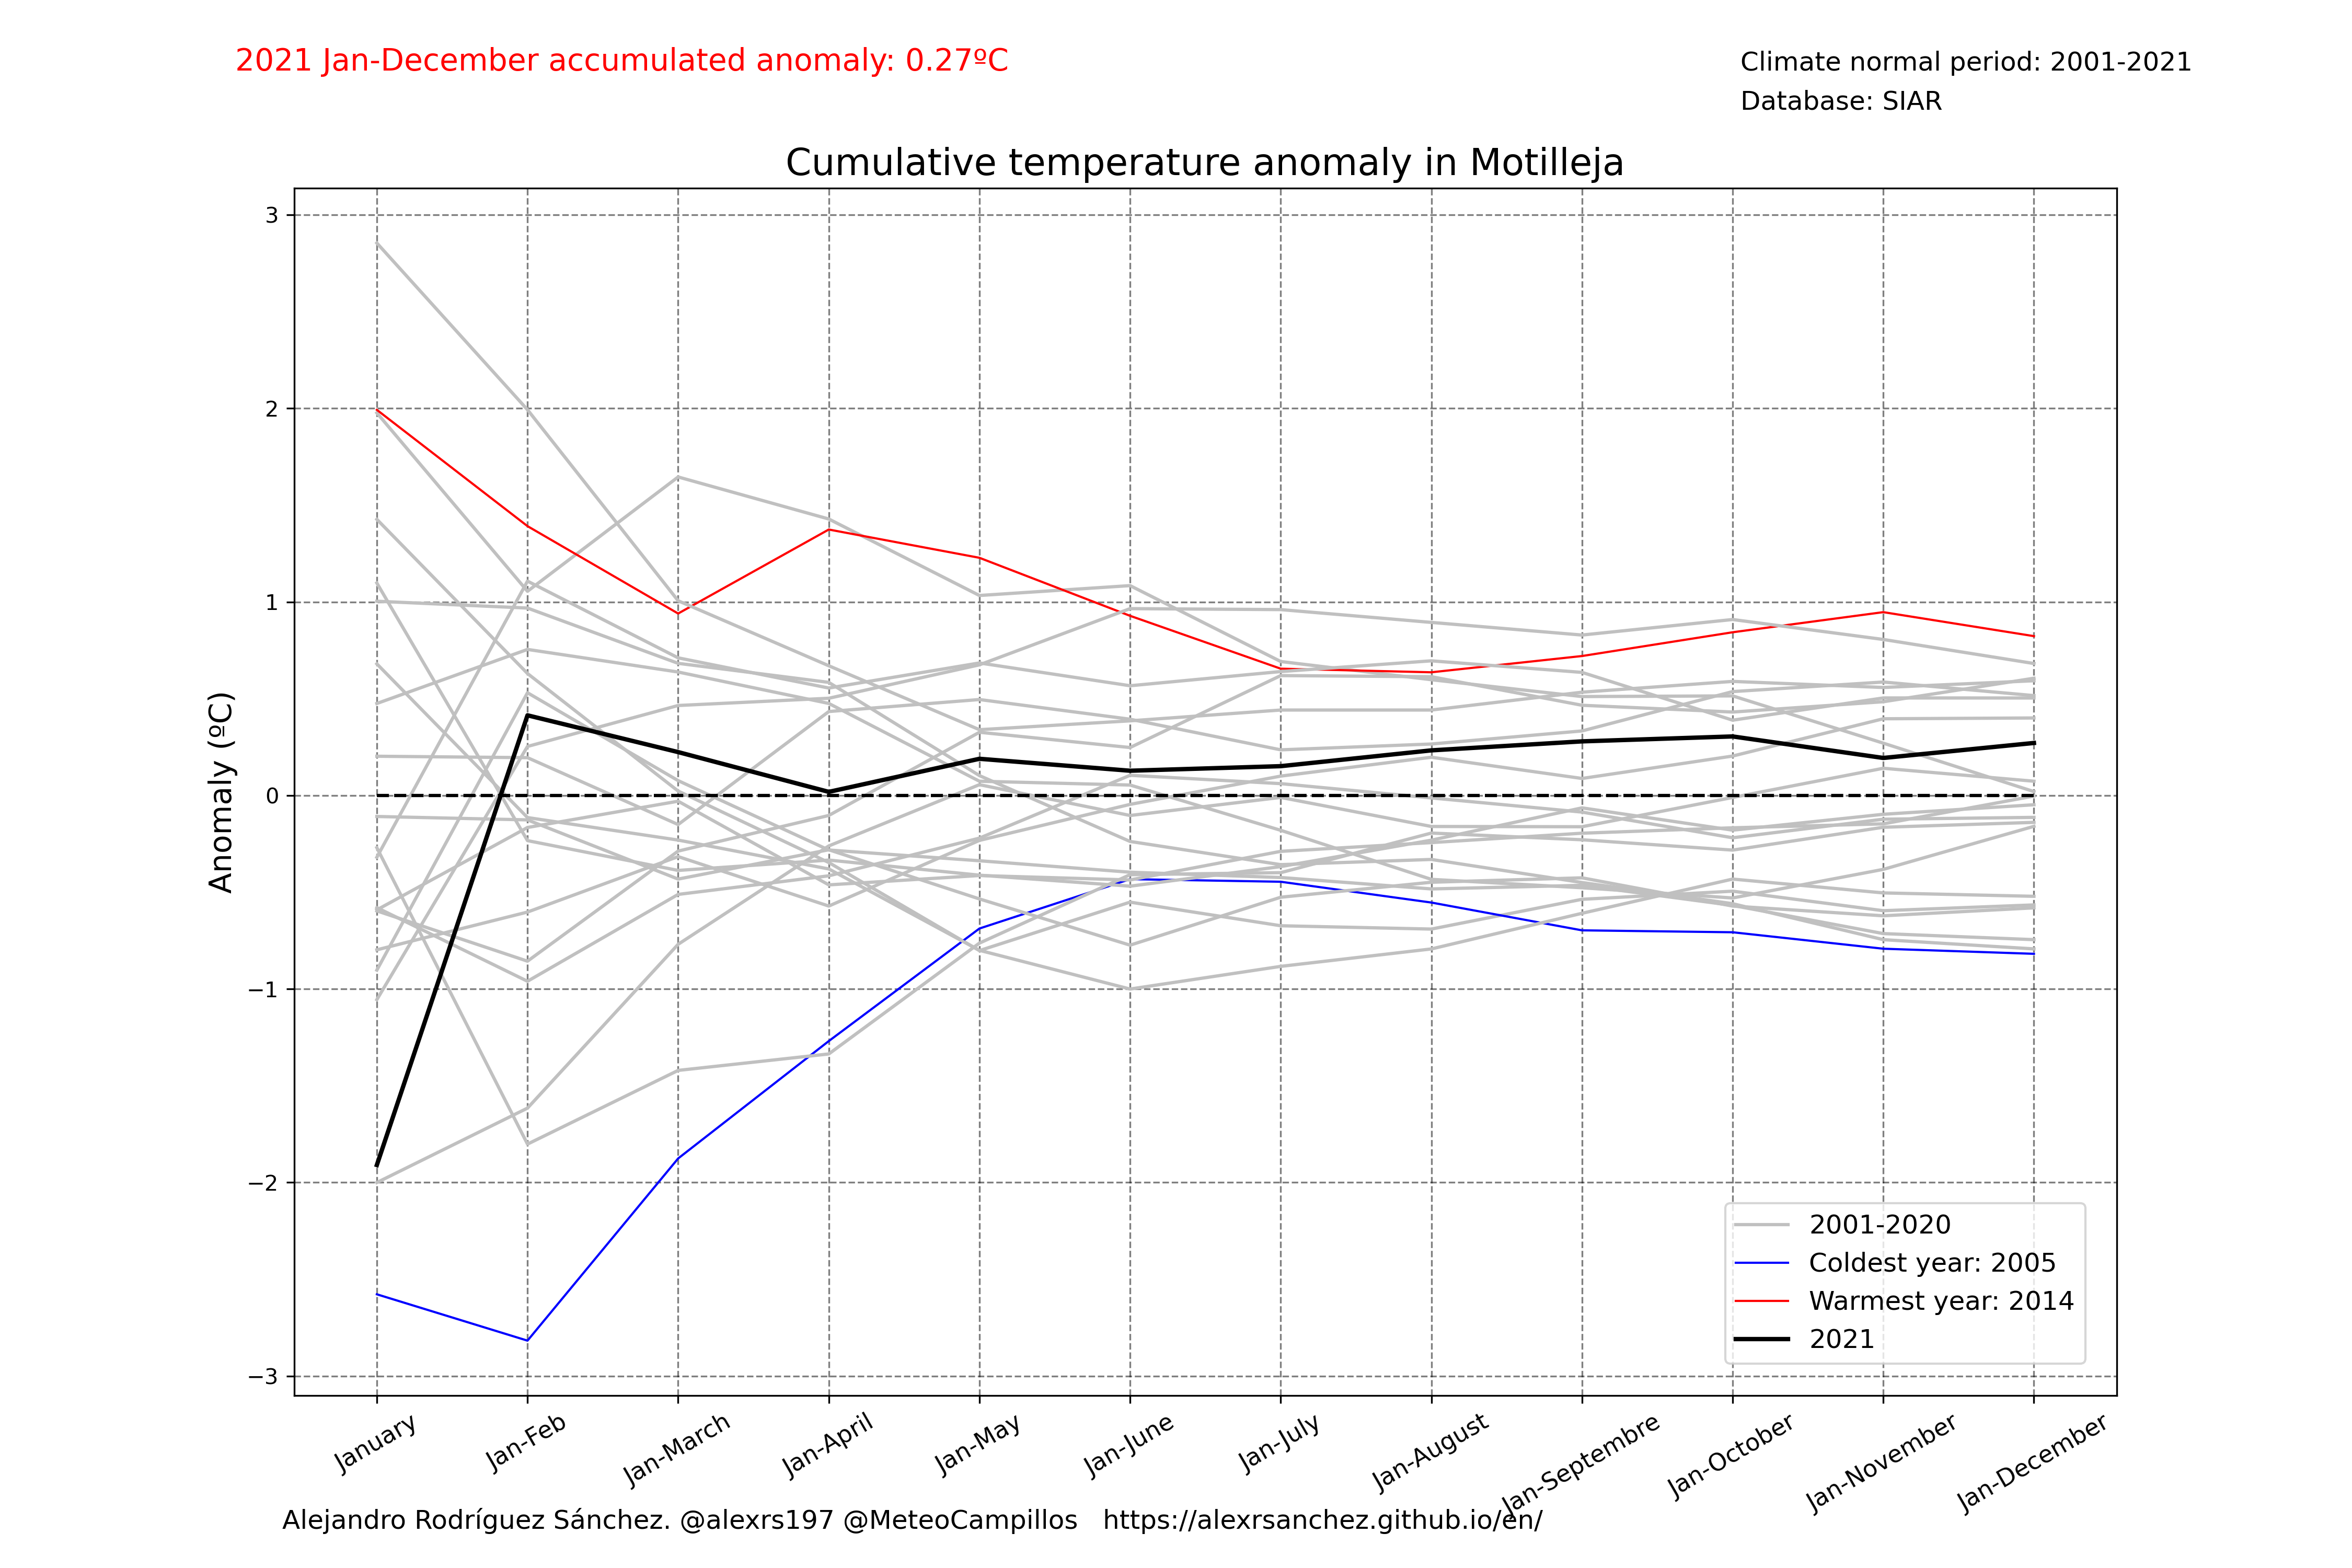 2021 Jan-December accumulated anomaly: 0.27ºC
Climate normal period: 2001-2021
Database: SIAR
Cumulative temperature anomaly in Motilleja
Anomaly (ºC)
3
2
1
0
−1
−2
−3
2001-2020
Coldest year: 2005
Warmest year: 2014
2021
January
Jan-Feb
Jan-March
Jan-April
Jan-May
Jan-June
Jan-July
Jan-August
Jan-Septembre
Jan-October
Jan-November
Jan-December
Alejandro Rodríguez Sánchez. @alexrs197 @MeteoCampillos https://alexrsanchez.github.io/en/